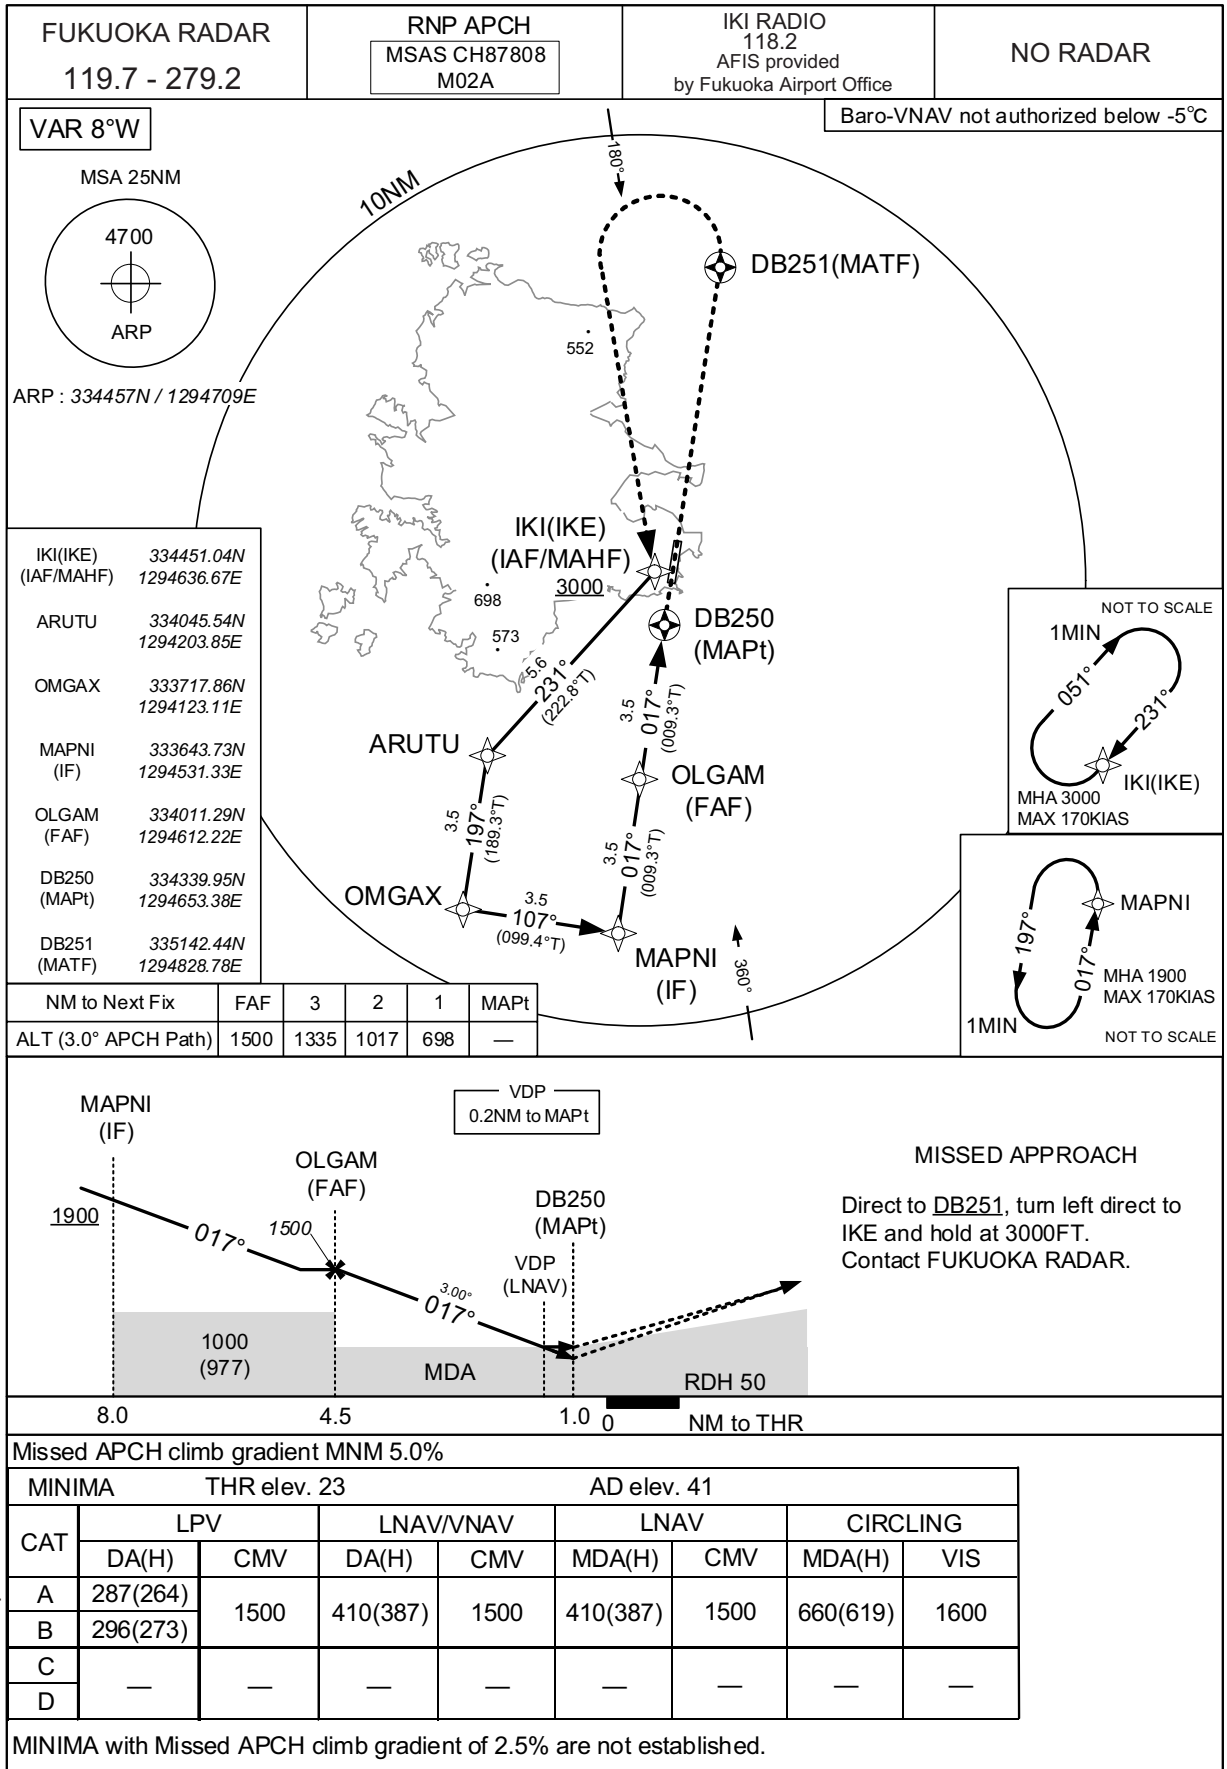 FUKUOKA RADAR
119.7 - 279.2
RNP APCH
MSAS CH87808
M02A
IKI RADIO
118.2
AFIS provided
by Fukuoka Airport Office
NO RADAR
Baro-VNAV not authorized below -5°C
VAR 8°W
MSA 25NM
4700
ARP
ARP : 334457N / 1294709E
10NM
180°
DB251(MATF)
552
IKI(IKE)
(IAF/MAHF)
3000
698
573
DB250
(MAPt)
5.6
231°
(222.8°T)
3.5
017°
(009.3°T)
ARUTU
OLGAM
(FAF)
3.5
197°
(189.3°T)
3.5
017°
(009.3°T)
OMGAX
3.5
107°
(099.4°T)
MAPNI
(IF)
360°
IKI(IKE) 334451.04N
(IAF/MAHF) 1294636.67E
ARUTU 334045.54N
1294203.85E
OMGAX 333717.86N
1294123.11E
MAPNI 333643.73N
(IF) 1294531.33E
OLGAM 334011.29N
(FAF) 1294612.22E
DB250 334339.95N
(MAPt) 1294653.38E
DB251 335142.44N
(MATF) 1294828.78E
NOT TO SCALE
1MIN
051°
231°
IKI(IKE)
MHA 3000
MAX 170KIAS
MAPNI
197°
017°
MHA 1900
MAX 170KIAS
1MIN
NOT TO SCALE
NM to Next Fix FAF 3 2 1 MAPt
ALT (3.0° APCH Path) 1500 1335 1017 698 —
MAPNI
(IF)
VDP
0.2NM to MAPt
OLGAM
(FAF)
DB250
(MAPt)
1900
017°
1500
VDP
(LNAV)
3.00°
017°
1000
(977)
MDA
RDH 50
8.0 4.5 1.0 0 NM to THR
MISSED APPROACH
Direct to DB251, turn left direct to
IKE and hold at 3000FT.
Contact FUKUOKA RADAR.
Missed APCH climb gradient MNM 5.0%
MINIMA THR elev. 23 AD elev. 41
CAT LPV LNAV/VNAV LNAV CIRCLING
DA(H) CMV DA(H) CMV MDA(H) CMV MDA(H) VIS
A 287(264) 1500 410(387) 1500 410(387) 1500 660(619) 1600
B 296(273)
C — — — — — — — —
D
MINIMA with Missed APCH climb gradient of 2.5% are not established.